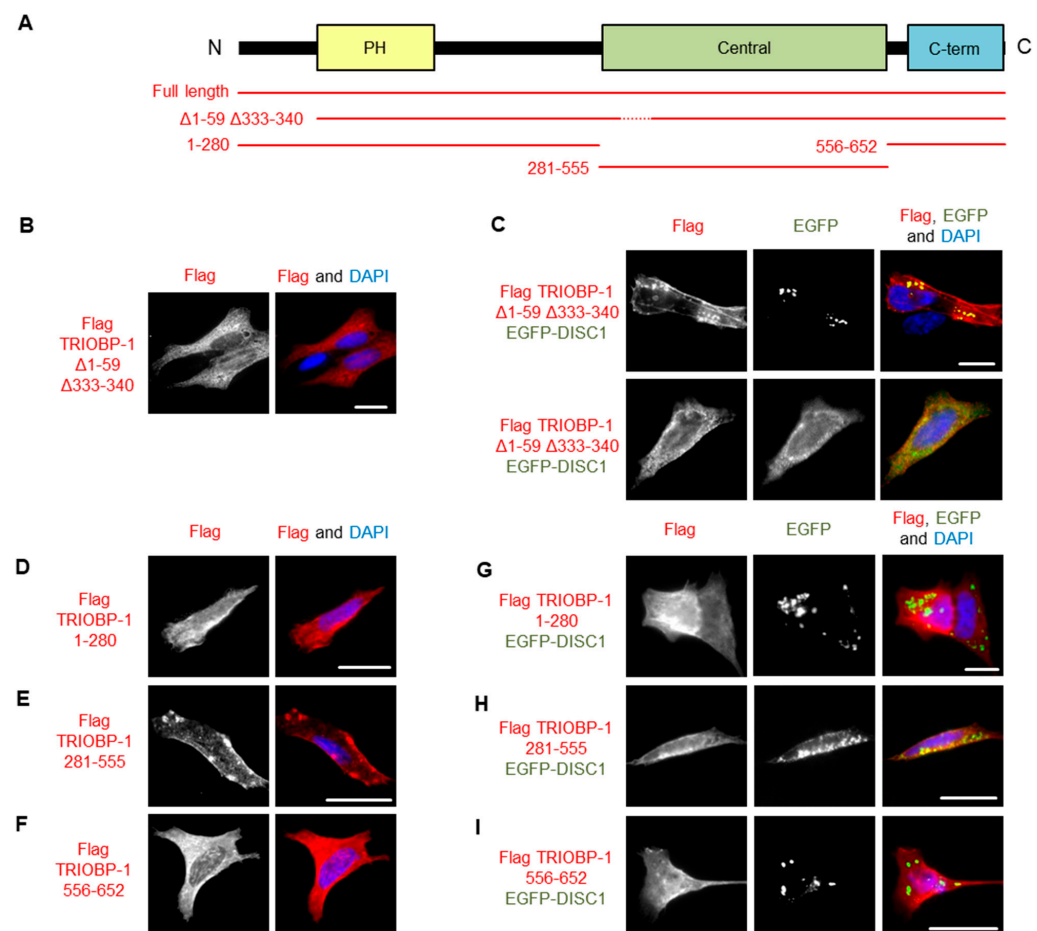 A
N
PH
Central
C-term
C
Full length
Δ1-59 Δ333-340
1-280
556-652
281-555
B
Flag
Flag and DAPI
Flag
TRIOBP-1
Δ1-59
Δ333-340
C
Flag
EGFP
Flag, EGFP
and DAPI
Flag TRIOBP-1
Δ1-59 Δ333-340
EGFP-DISC1
Flag TRIOBP-1
Δ1-59 Δ333-340
EGFP-DISC1
Flag
Flag and DAPI
D
Flag
TRIOBP-1
1-280
E
Flag
TRIOBP-1
281-555
F
Flag
TRIOBP-1
556-652
Flag
EGFP
Flag, EGFP
and DAPI
G
Flag TRIOBP-1
1-280
EGFP-DISC1
H
Flag TRIOBP-1
281-555
EGFP-DISC1
I
Flag TRIOBP-1
556-652
EGFP-DISC1